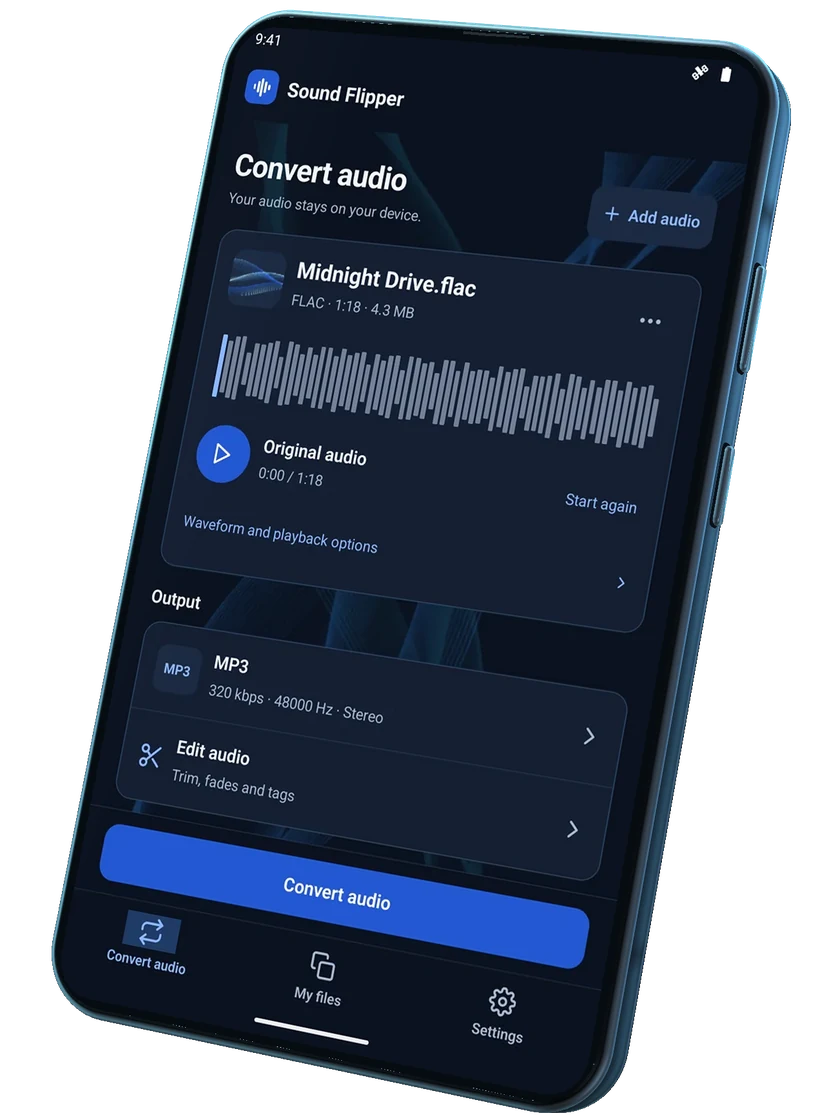 9:41
Sound Flipper
Convert audio
Your audio stays on your device.
+ Add audio
Midnight Drive.flac
FLAC · 1:18 · 4.3 MB
Original audio
0:00 / 1:18
Start again
Waveform and playback options
Output
MP3
MP3
320 kbps · 48000 Hz · Stereo
Edit audio
Trim, fades and tags
Convert audio
Convert audio
My files
Settings